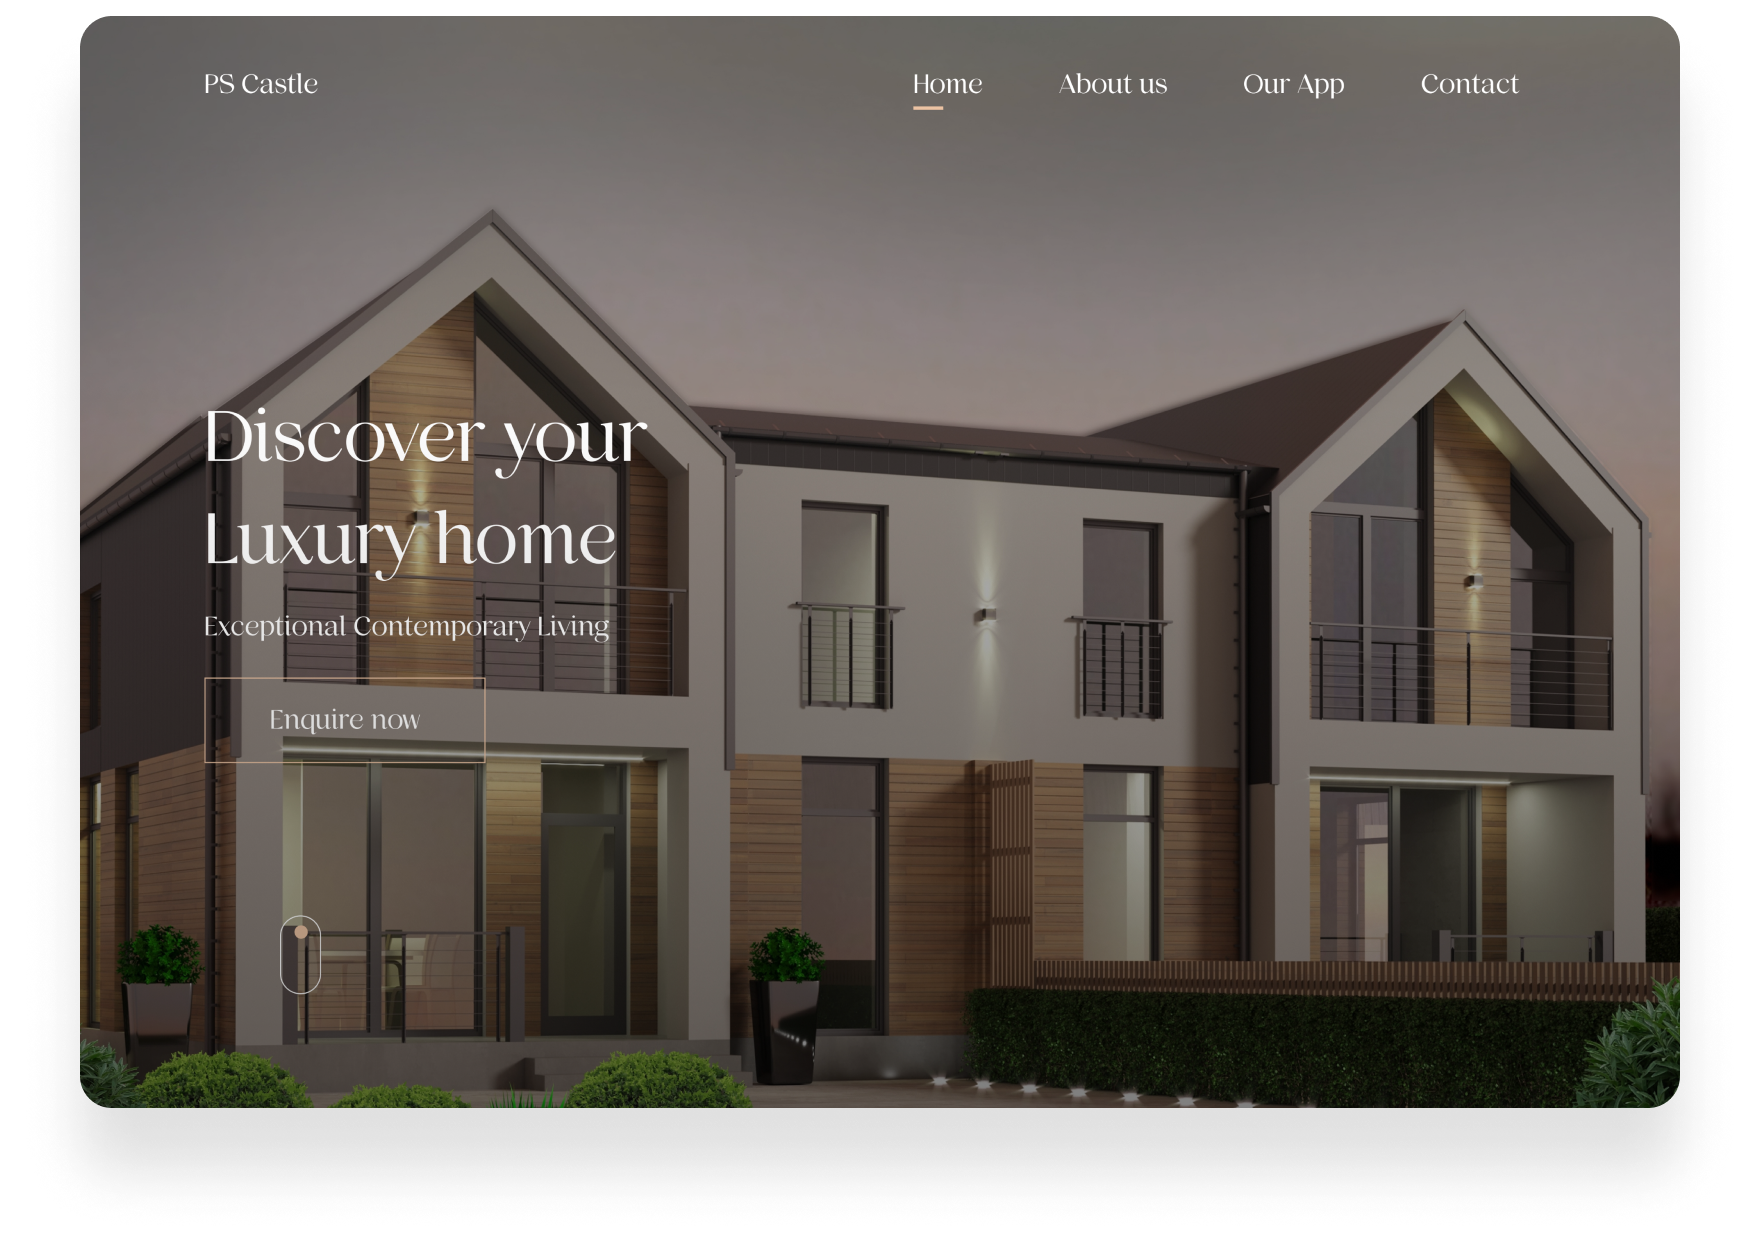 PS Castle
Home
About us
Our App
Contact
Discover your
Luxury home
Exceptional Contemporary Living
Enquire now